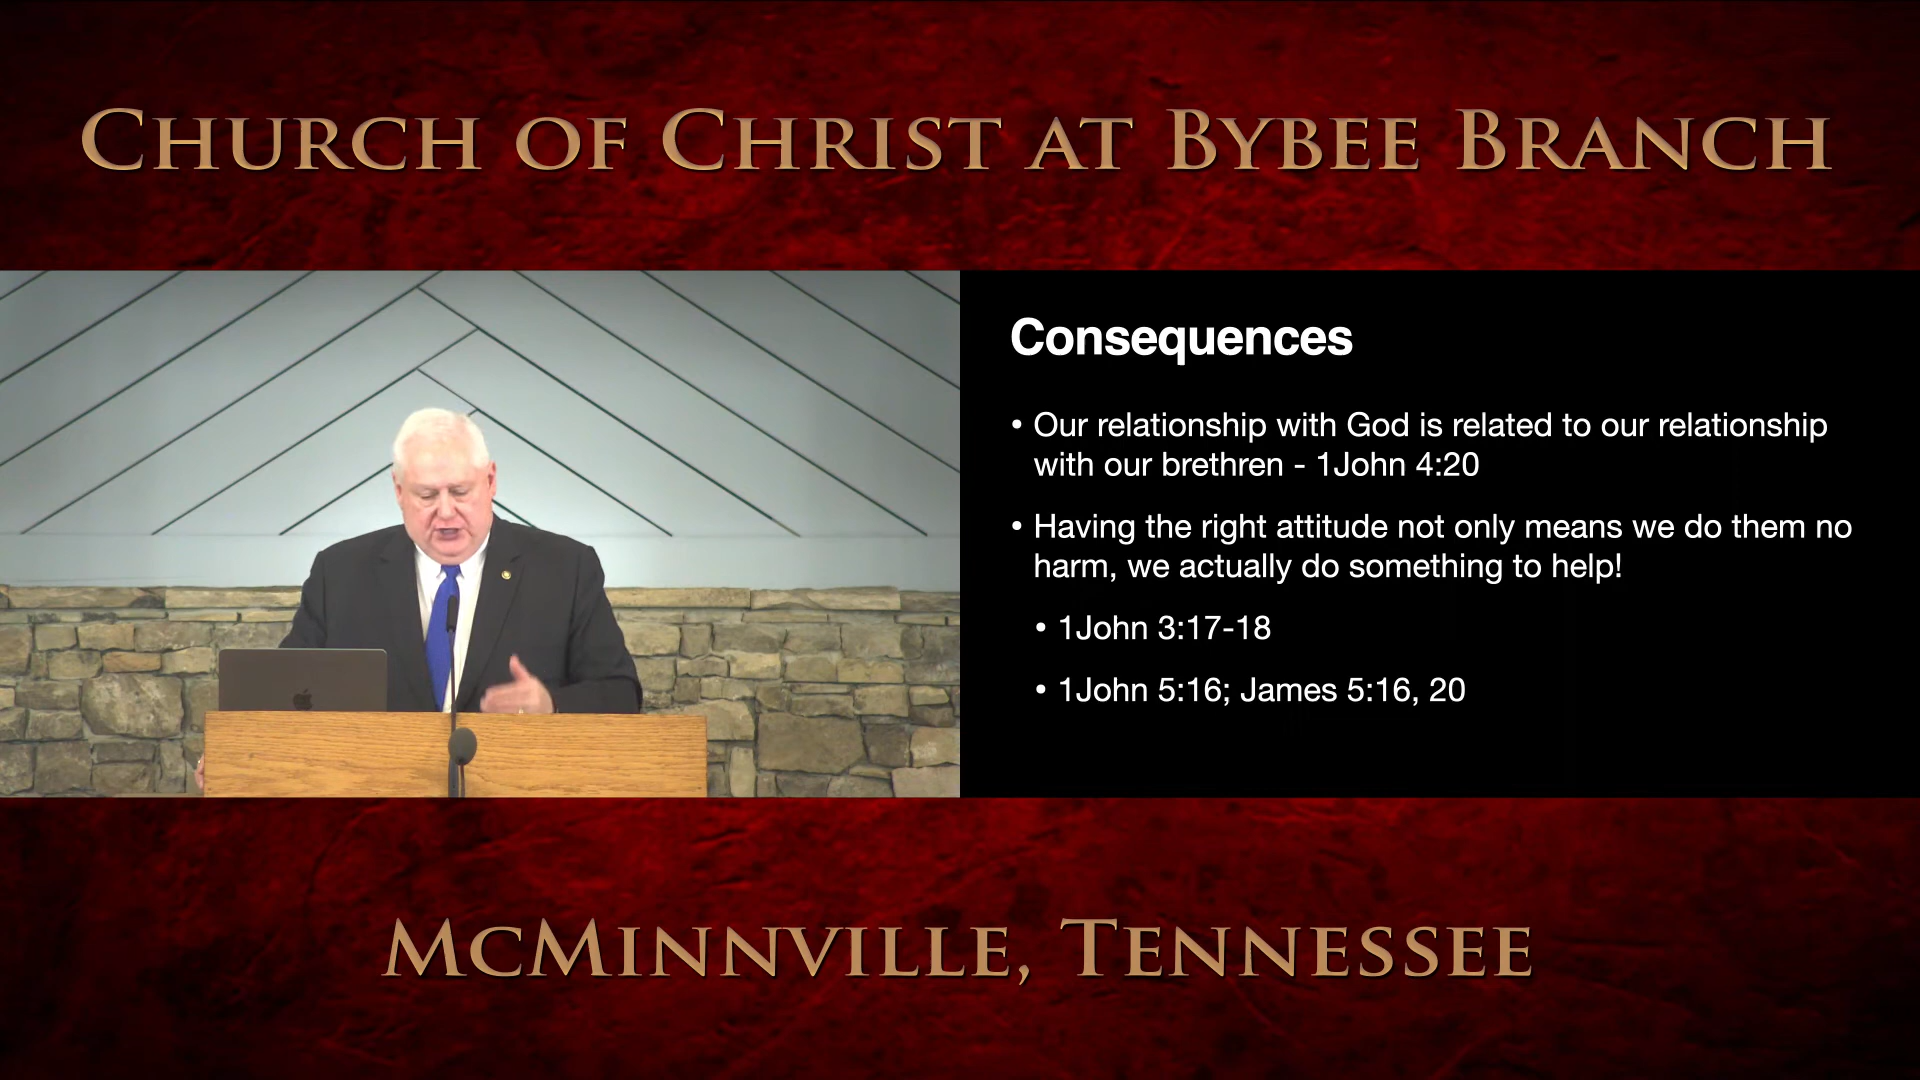 Church of Christ at Bybee Branch
Consequences
• Our relationship with God is related to our relationship
with our brethren - 1John 4:20
• Having the right attitude not only means we do them no
harm, we actually do something to help!
• 1John 3:17-18
• 1John 5:16; James 5:16, 20
McMinnville, Tennessee